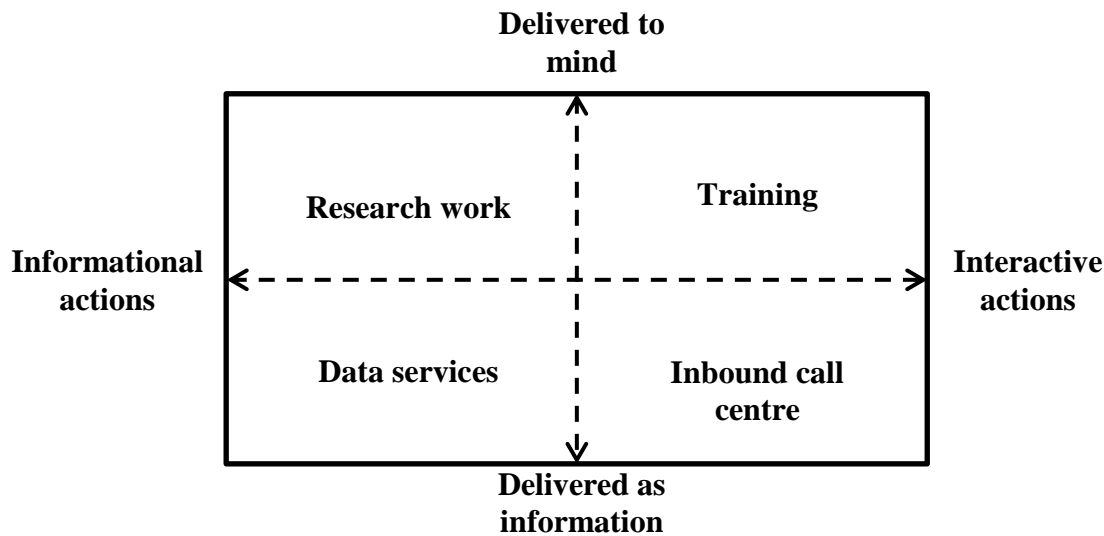 Delivered to
mind
Research work
Training
Informational
actions
Interactive
actions
Data services
Inbound call
centre
Delivered as
information